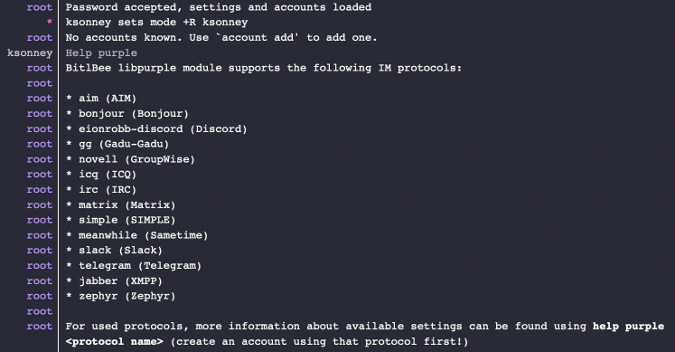 root Password accepted, settings and accounts loaded
* ksonney sets mode +R ksonney
root No accounts known. Use `account add' to add one.
ksonney Help purple
root BitlBee libpurple module supports the following IM protocols:
root
root * aim (AIM)
root * bonjour (Bonjour)
root * eionrobb-discord (Discord)
root * gg (Gadu-Gadu)
root * novell (GroupWise)
root * icq (ICQ)
root * irc (IRC)
root * matrix (Matrix)
root * simple (SIMPLE)
root * meanwhile (Sametime)
root * slack (Slack)
root * telegram (Telegram)
root * jabber (XMPP)
root * zephyr (Zephyr)
root
root For used protocols, more information about available settings can be found using help purple
<protocol name> (create an account using that protocol first!)